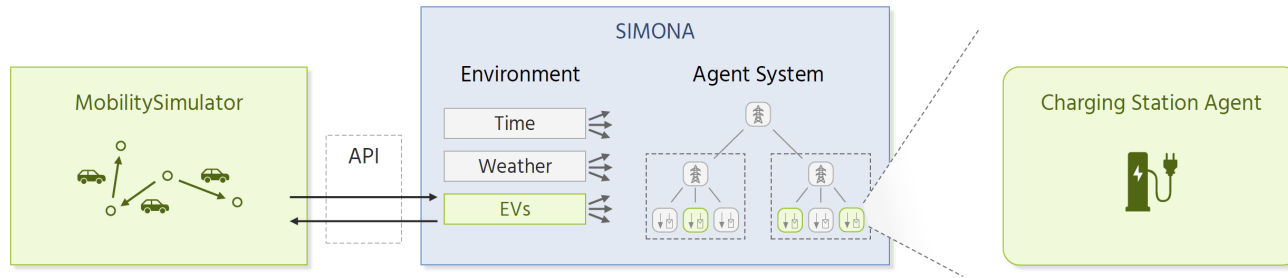 SIMONA
MobilitySimulator
API
Environment
Time
Weather
EVs
Agent System
Charging Station Agent